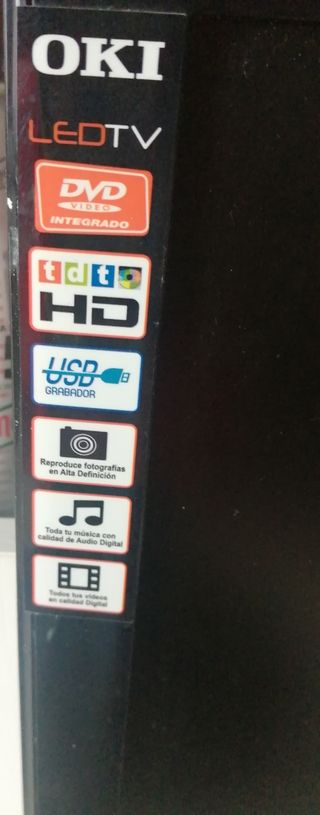 OKI
LEDTV
DVD
VIDEO
INTEGRADO
tdt
HD
USB
GRABADOR
Reproduce fotografías
en Alta Definición
Toda tu música con
calidad de Audio Digital
Todos tus vídeos
en calidad Digital